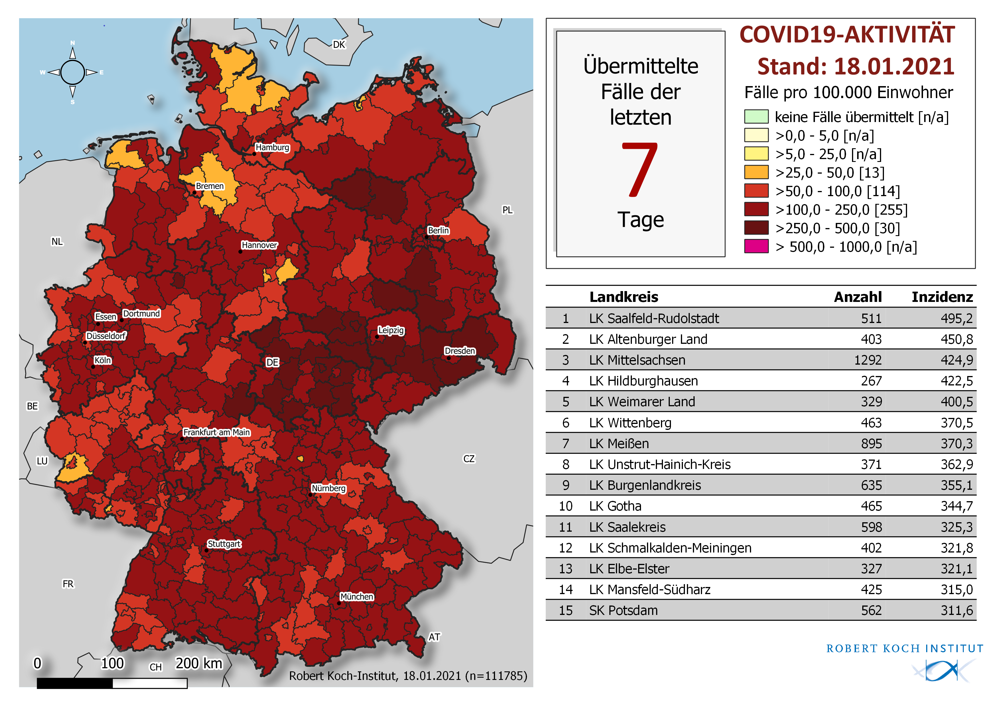 N
W
E
S
DK
Hamburg
Bremen
PL
Berlin
NL
Hannover
Essen
Dortmund
Düsseldorf
Leipzig
Dresden
Köln
DE
BE
Frankfurt am Main
LU
CZ
Nürnberg
Stuttgart
FR
München
AT
CH
0 100 200 km
Robert Koch-Institut, 18.01.2021 (n=111785)
Übermittelte
Fälle der
letzten
7
Tage
COVID19-AKTIVITÄT
Stand: 18.01.2021
Fälle pro 100.000 Einwohner
keine Fälle übermittelt [n/a]
>0,0 - 5,0 [n/a]
>5,0 - 25,0 [n/a]
>25,0 - 50,0 [13]
>50,0 - 100,0 [114]
>100,0 - 250,0 [255]
>250,0 - 500,0 [30]
> 500,0 - 1000,0 [n/a]
Landkreis Anzahl Inzidenz
1 LK Saalfeld-Rudolstadt 511 495,2
2 LK Altenburger Land 403 450,8
3 LK Mittelsachsen 1292 424,9
4 LK Hildburghausen 267 422,5
5 LK Weimarer Land 329 400,5
6 LK Wittenberg 463 370,5
7 LK Meißen 895 370,3
8 LK Unstrut-Hainich-Kreis 371 362,9
9 LK Burgenlandkreis 635 355,1
10 LK Gotha 465 344,7
11 LK Saalekreis 598 325,3
12 LK Schmalkalden-Meiningen 402 321,8
13 LK Elbe-Elster 327 321,1
14 LK Mansfeld-Südharz 425 315,0
15 SK Potsdam 562 311,6
ROBERT KOCH INSTITUT